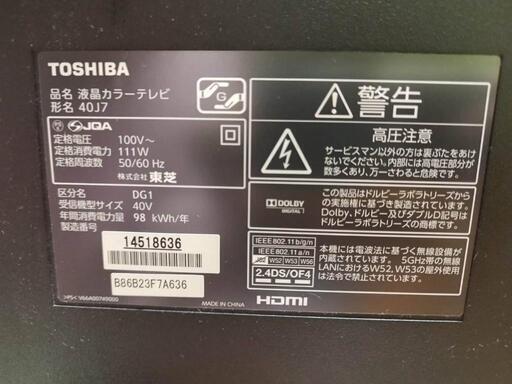 TOSHIBA
品名 液晶カラーテレビ
形名 40J7
G
PS E
JQA
定格電圧 100V〜
定格消費電力 111W
定格周波数 50/60 Hz
株式会社 東芝
区分名 DG1
受信機型サイズ 40V
年間消費電力量 98 kWh/年
製造番号
14518636
B86B23F7A636
MADE IN CHINA
警告
高圧注意
サービスマン以外の方は裏ぶたをあけないでください。内部には高電圧部分が数多くあり、万一さわると危険です。
DOLBY
DIGITAL
この製品はドルビーラボラトリーズからの実施権に基づき製造されています。
Dolby、ドルビー及びダブルD記号はドルビーラボラトリーズの商標です。
IEEE802.11b/g/n
IEEE802.11a/n
W52 W53 W56
2.4DS/OF4
本機には電波法に基づく無線設備が内蔵されています。 5GHz帯の無線LANにおけるW52、W53の屋外使用は法令で禁止されています。
HDMI